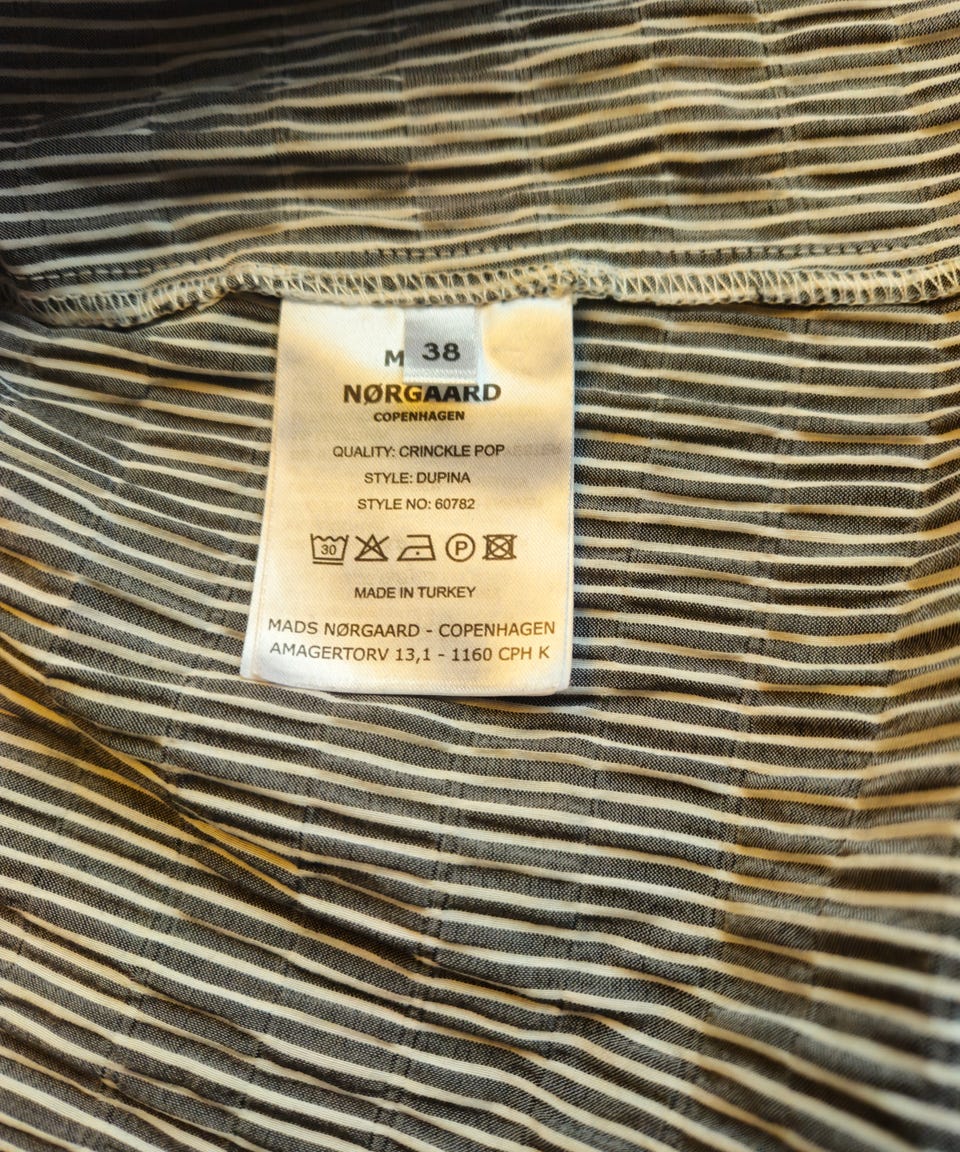 38
M
NØRGAARD
COPENHAGEN
QUALITY: CRINCKLE POP
STYLE: DUPINA
STYLE NO: 60782
30 P
MADE IN TURKEY
MADS NØRGAARD - COPENHAGEN
AMAGERTORV 13,1 - 1160 CPH K